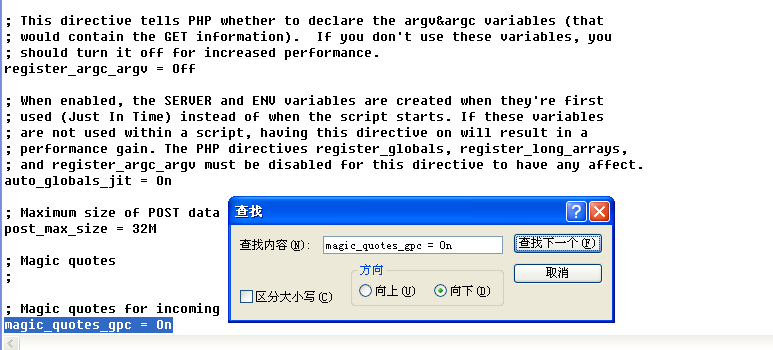 ; This directive tells PHP whether to declare the argv&argc variables (that
; would contain the GET information).  If you don't use these variables, you
; should turn it off for increased performance.
register_argc_argv = Off
; When enabled, the SERVER and ENV variables are created when they're first
; used (Just In Time) instead of when the script starts. If these variables
; are not used within a script, having this directive on will result in a
; performance gain. The PHP directives register_globals, register_long_arrays,
; and register_argc_argv must be disabled for this directive to have any affect.
auto_globals_jit = On
; Maximum size of POST data
post_max_size = 32M
; Magic quotes
;
; Magic quotes for incoming
magic_quotes_gpc = On
查找
查找内容(N):
magic_quotes_gpc = On
查找下一个(F)
方向
取消
区分大小写(C)
向上(U)
向下(D)